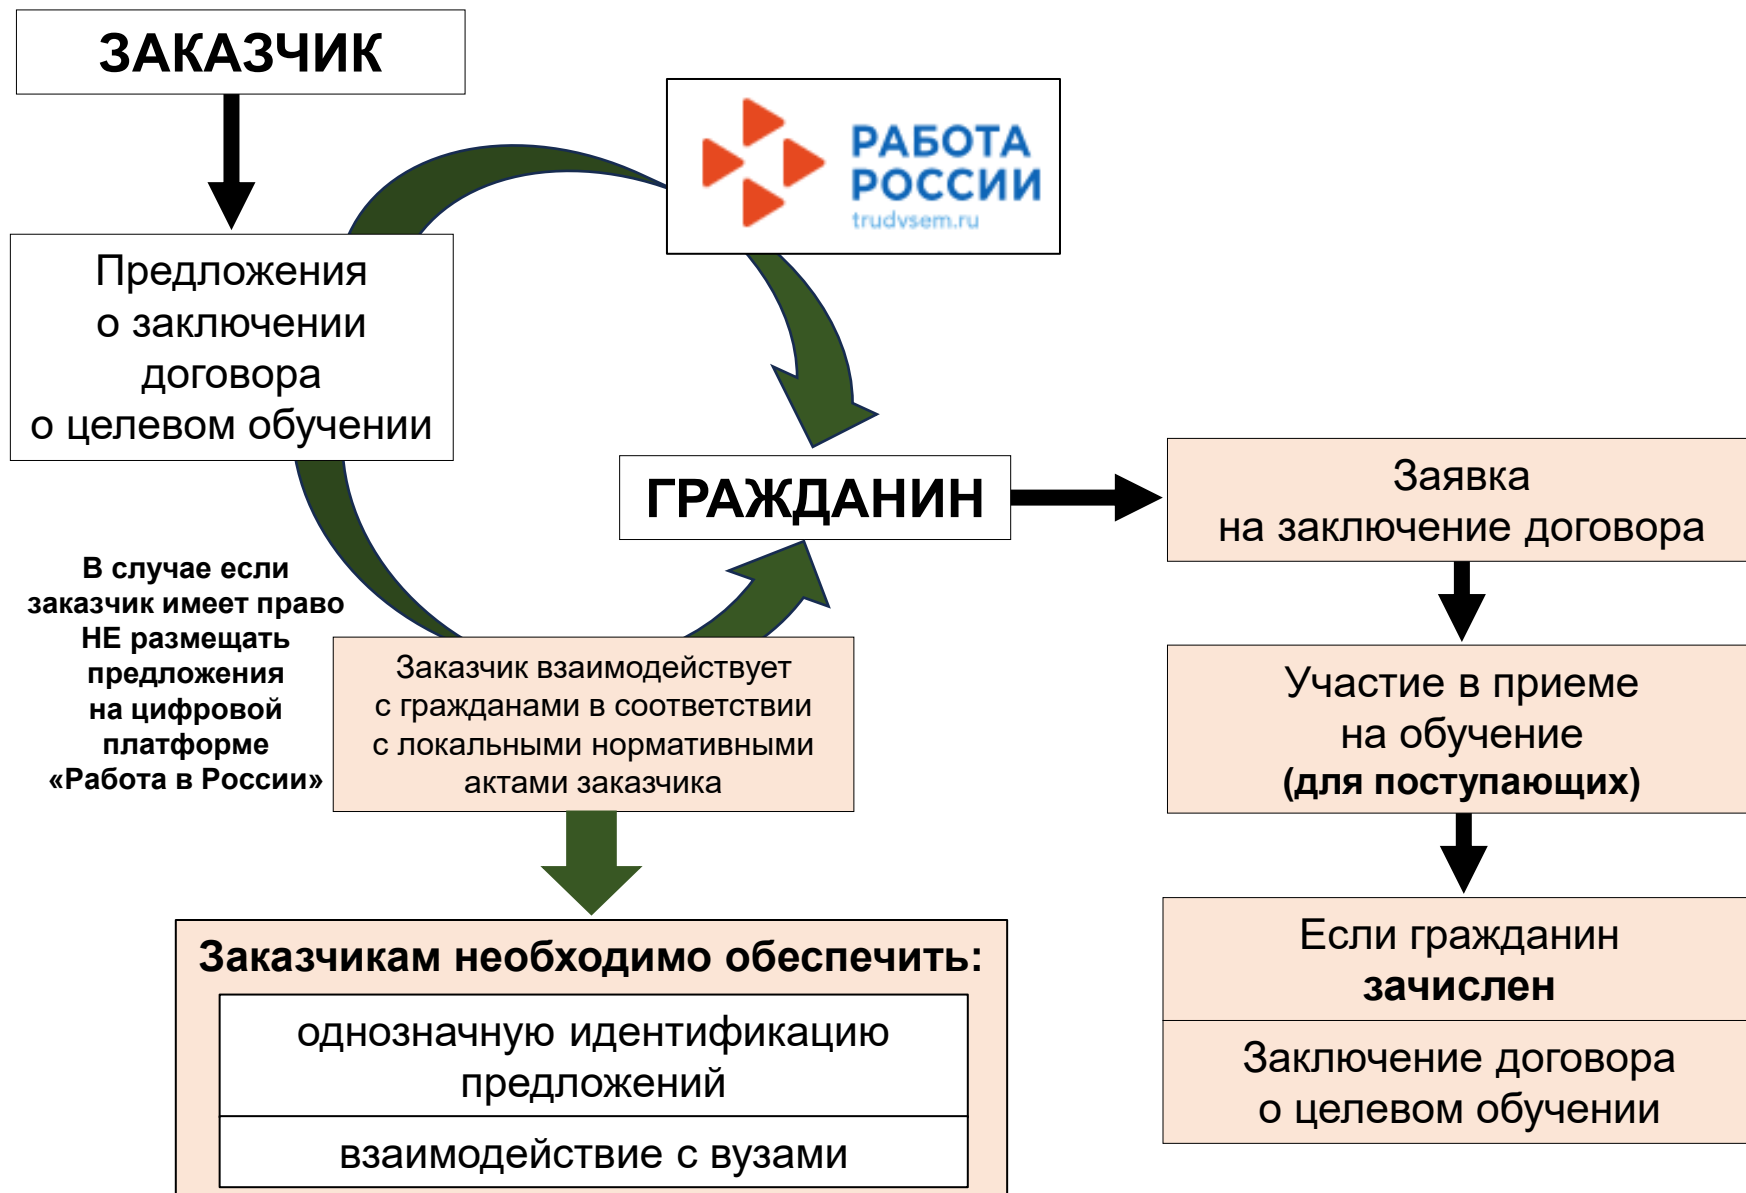 ЗАКАЗЧИК
РАБОТА
РОССИИ
trudvsem.ru
Предложения
о заключении
договора
о целевом обучении
ГРАЖДАНИН
Заявка
на заключение договора
В случае если
заказчик имеет право
НЕ размещать
предложения
на цифровой
платформе
«Работа в России»
Заказчик взаимодействует
с гражданами в соответствии
с локальными нормативными
актами заказчика
Участие в приеме
на обучение
(для поступающих)
Заказчикам необходимо обеспечить:
однозначную идентификацию
предложений
взаимодействие с вузами
Если гражданин
зачислен
Заключение договора
о целевом обучении